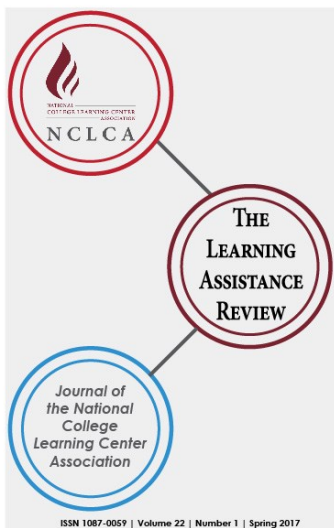 NATIONAL
COLLEGE LEARNING CENTER
ASSOCIATION
NCLCA
THE
LEARNING
ASSISTANCE
REVIEW
Journal of
the National
College
Learning Center
Association
ISSN 1087-0059 | Volume 22 | Number 1 | Spring 2017